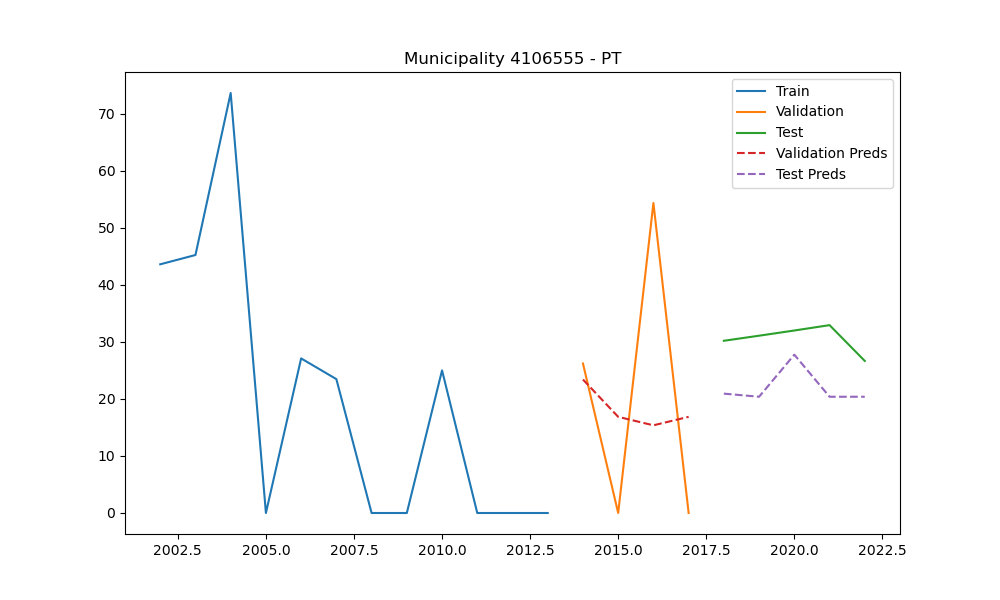 Municipality 4106555 - PT
Train
Validation
Test
Validation Preds
Test Preds
70
60
50
40
30
20
10
0
2002.5 2005.0 2007.5 2010.0 2012.5 2015.0 2017.5 2020.0 2022.5